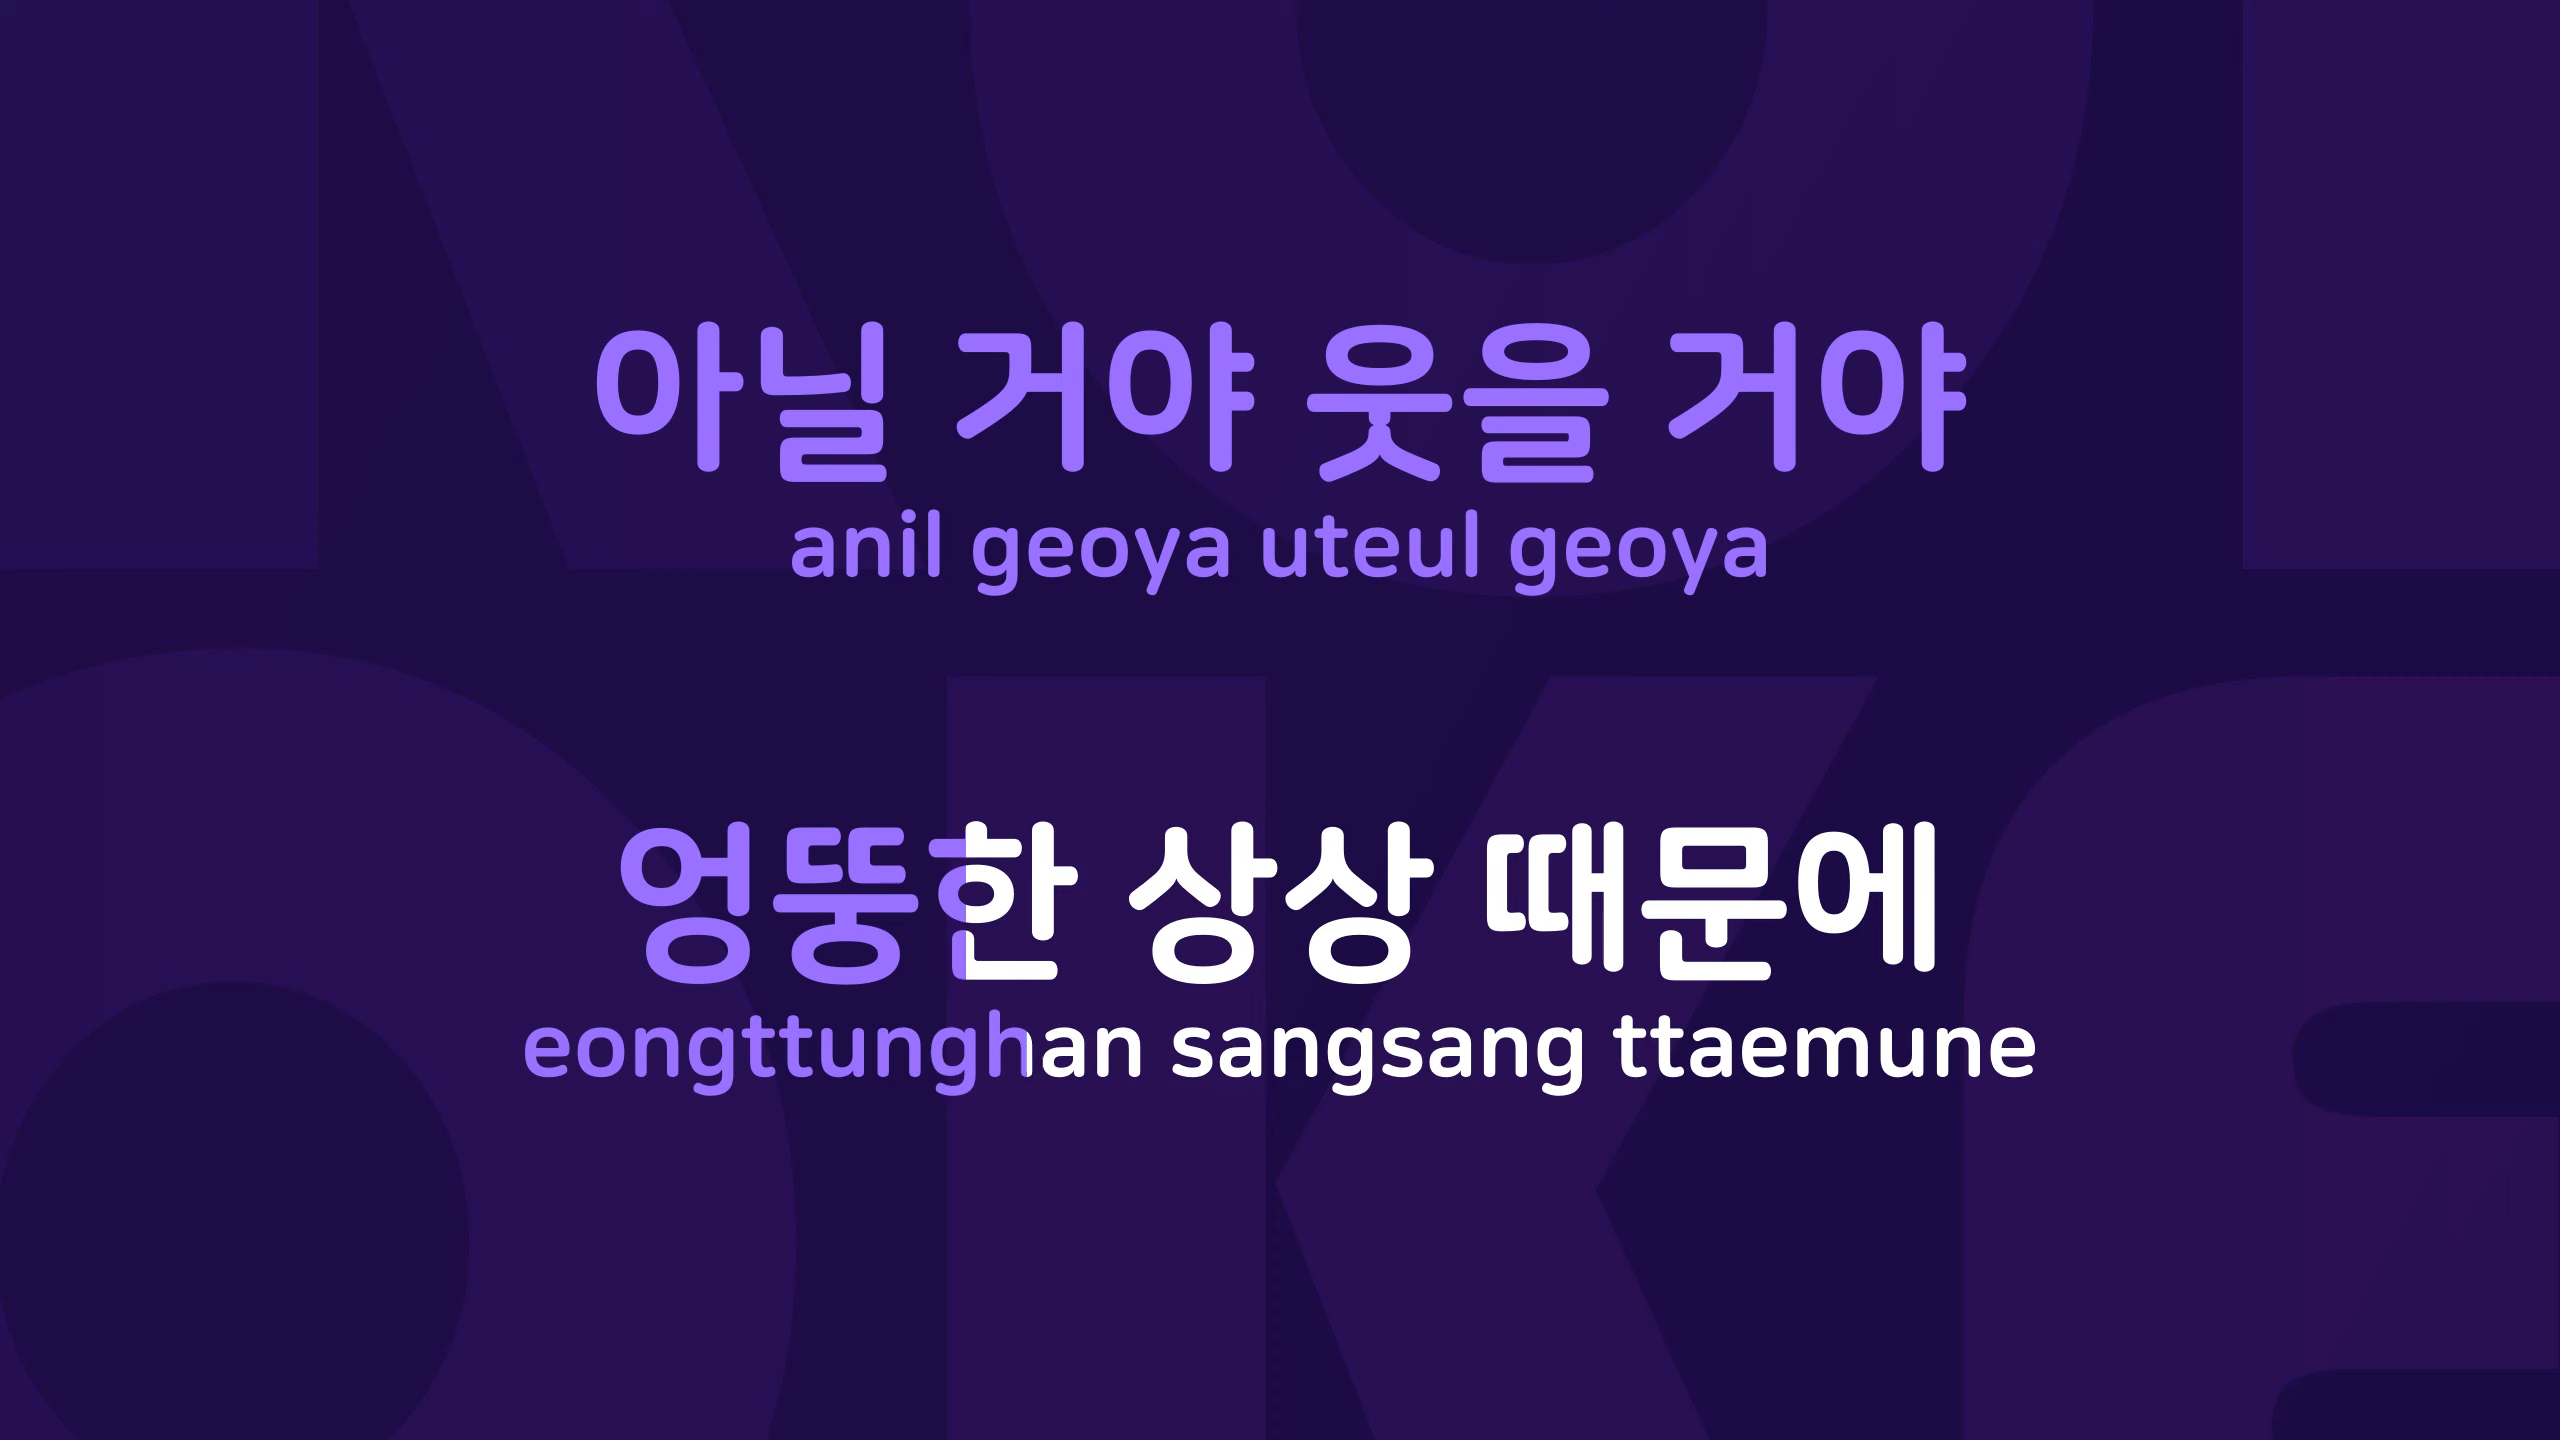 아닐 거야 웃을 거야
anil geoya uteul geoya
엉뚱한 상상 때문에
eongttunghan sangsang ttaemune